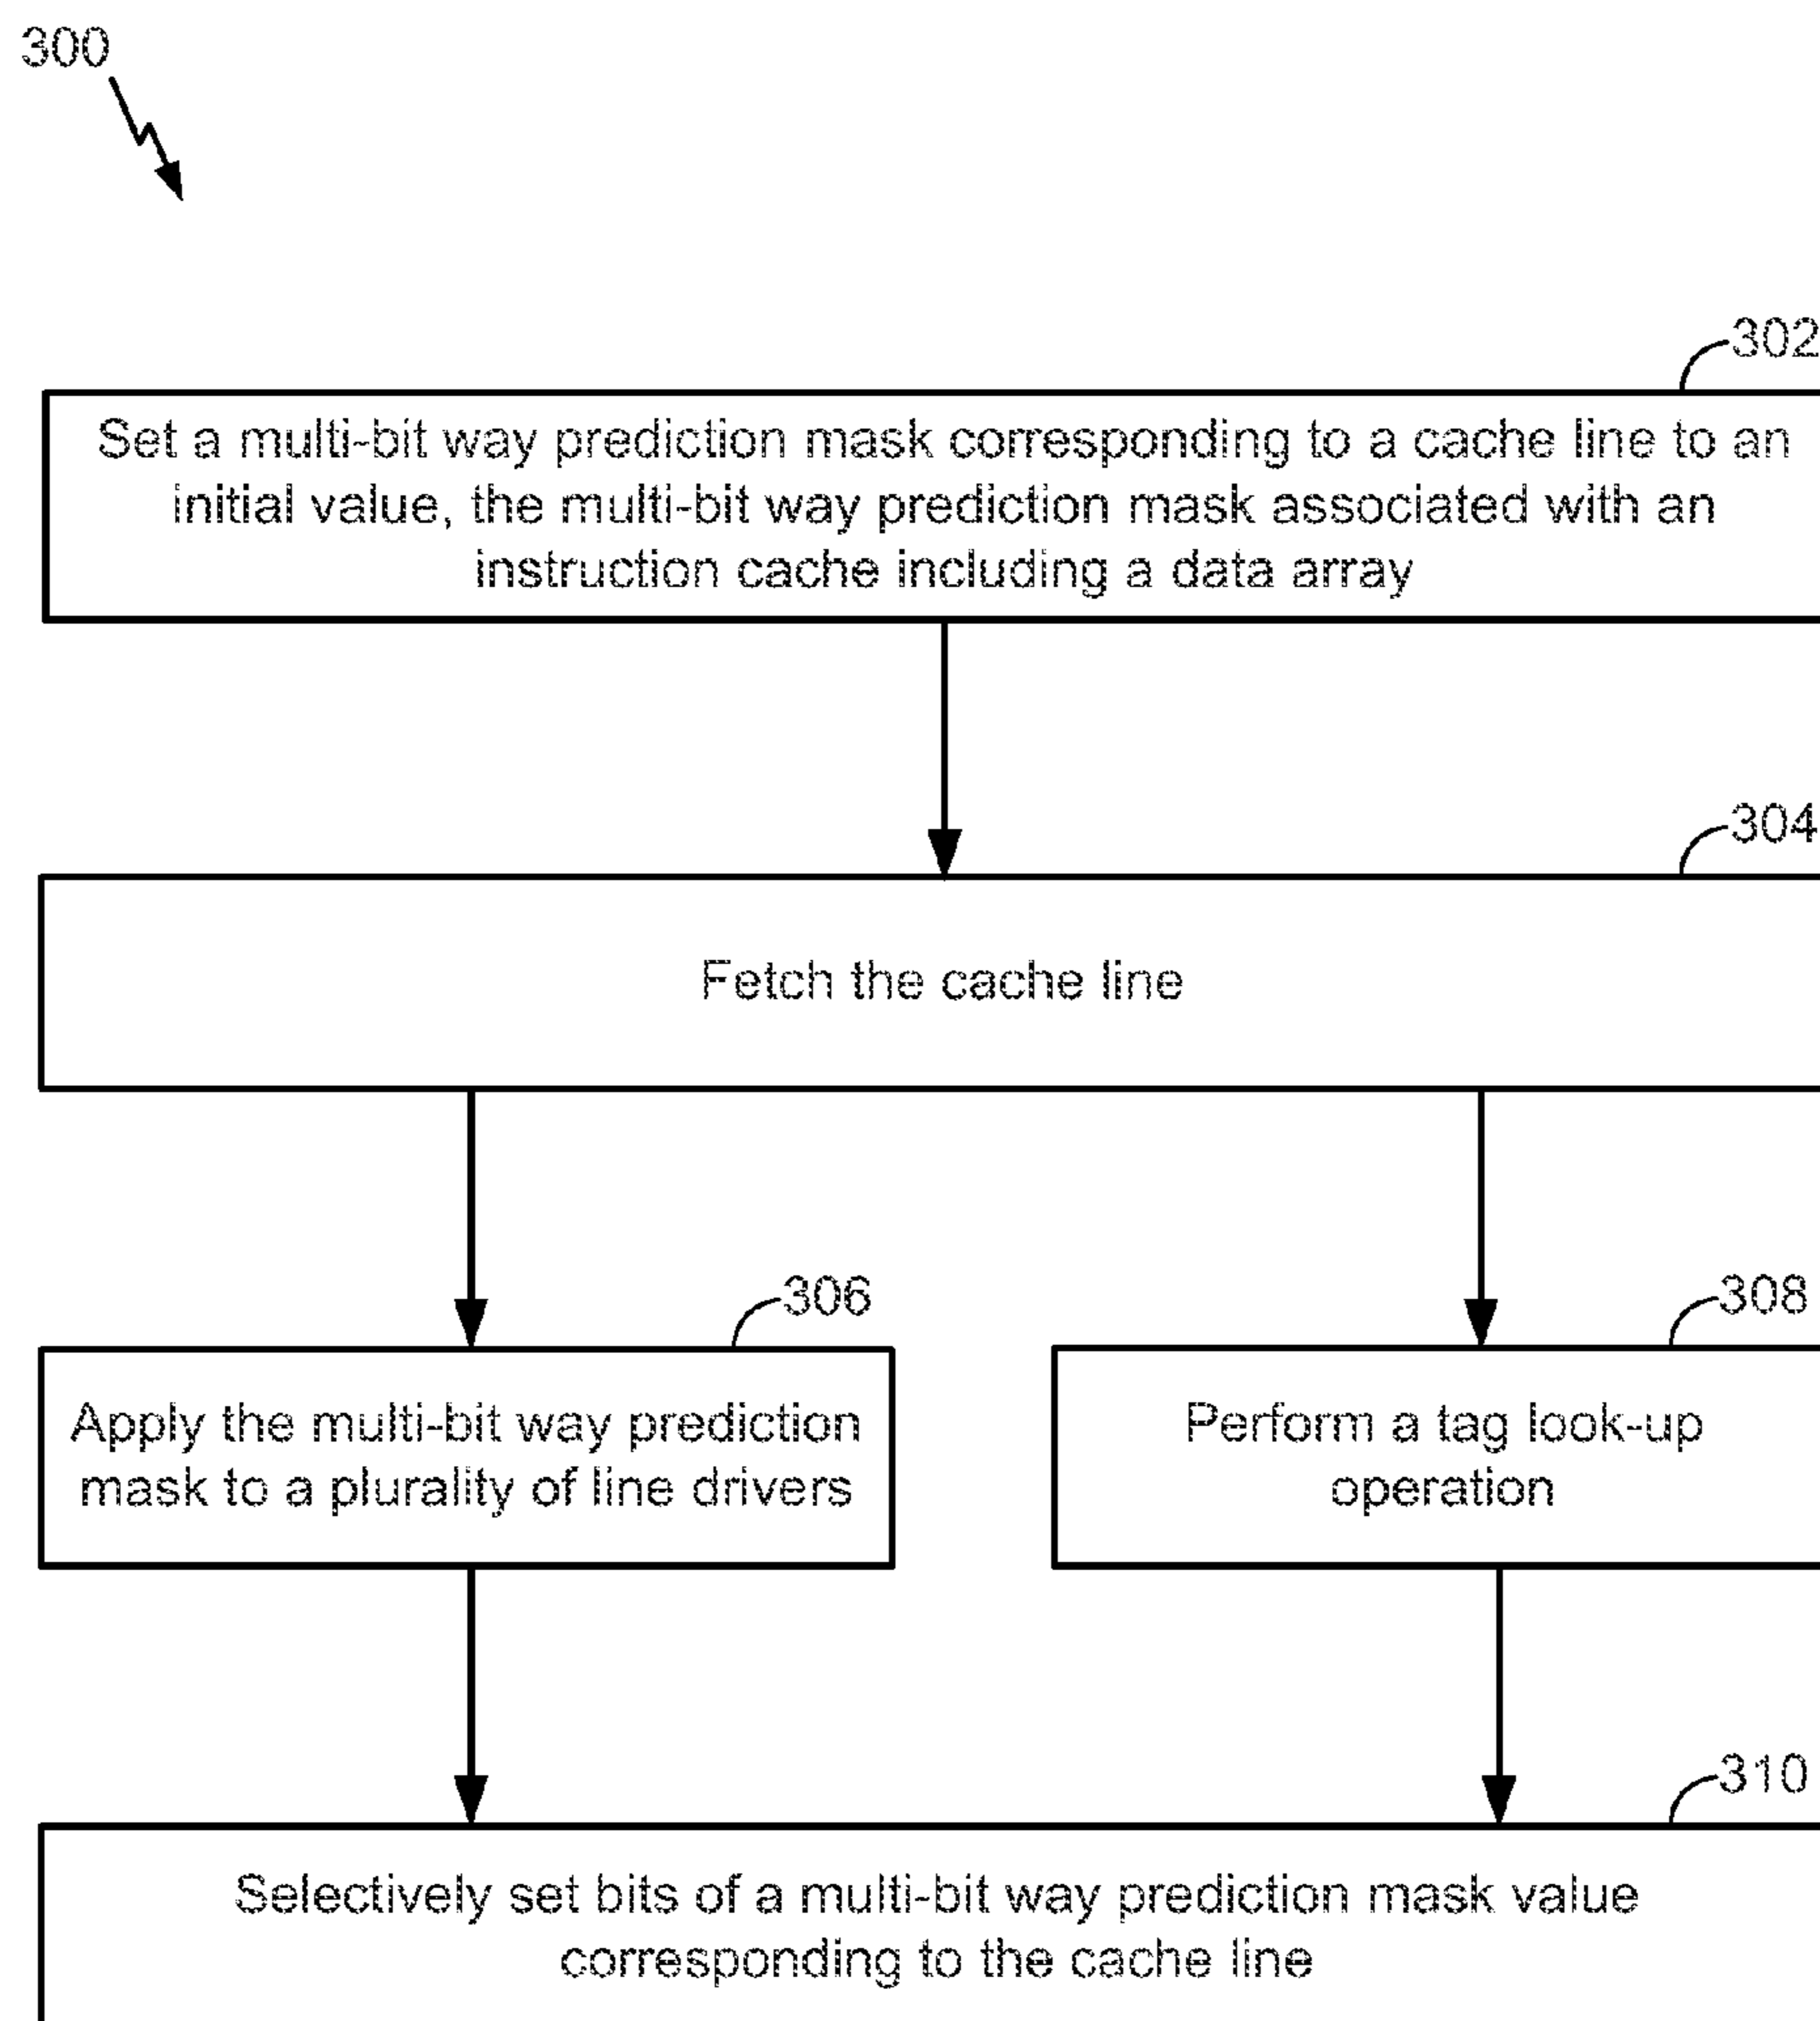 300
302
Set a multi-bit way prediction mask corresponding to a cache line to an
initial value, the multi-bit way prediction mask associated with an
instruction cache including a data array
304
Fetch the cache line
306
Apply the multi-bit way prediction
mask to a plurality of line drivers
308
Perform a tag look-up
operation
310
Selectively set bits of a multi-bit way prediction mask value
corresponding to the cache line